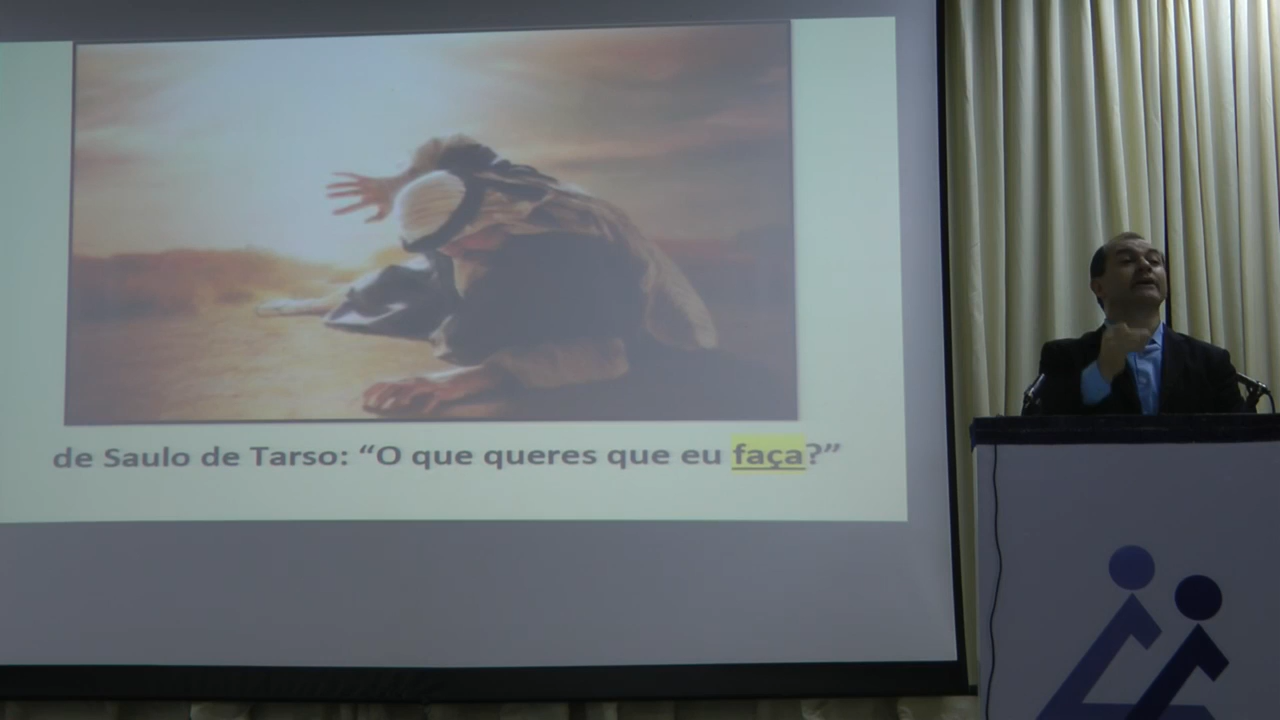 de Saulo de Tarso: “O que queres que eu faça?”